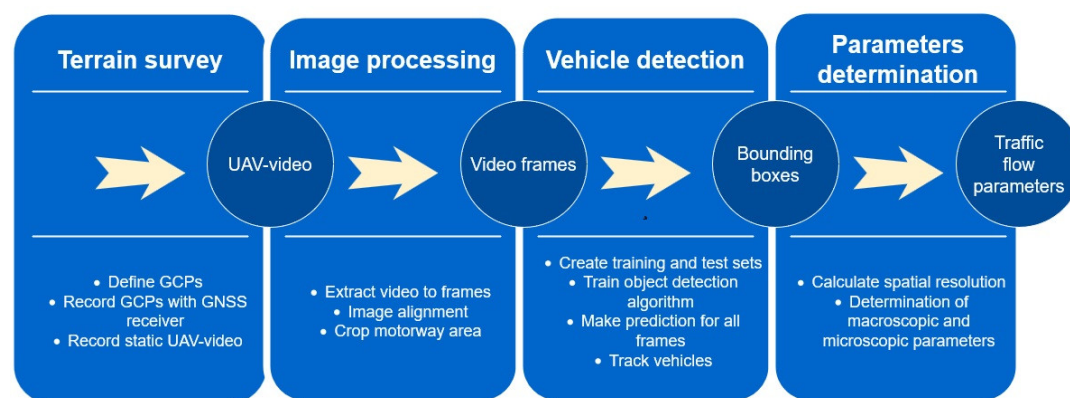 Terrain survey
Image processing
Vehicle detection
Parameters
determination
UAV-video
Video frames
Bounding
boxes
Traffic
flow
parameters
• Define GCPs
• Record GCPs with GNSS
receiver
• Record static UAV-video
• Extract video to frames
• Image alignment
• Crop motorway area
• Create training and test sets
• Train object detection
algorithm
• Make prediction for all
frames
• Track vehicles
• Calculate spatial resolution
• Determination of
macroscopic and
microscopic parameters